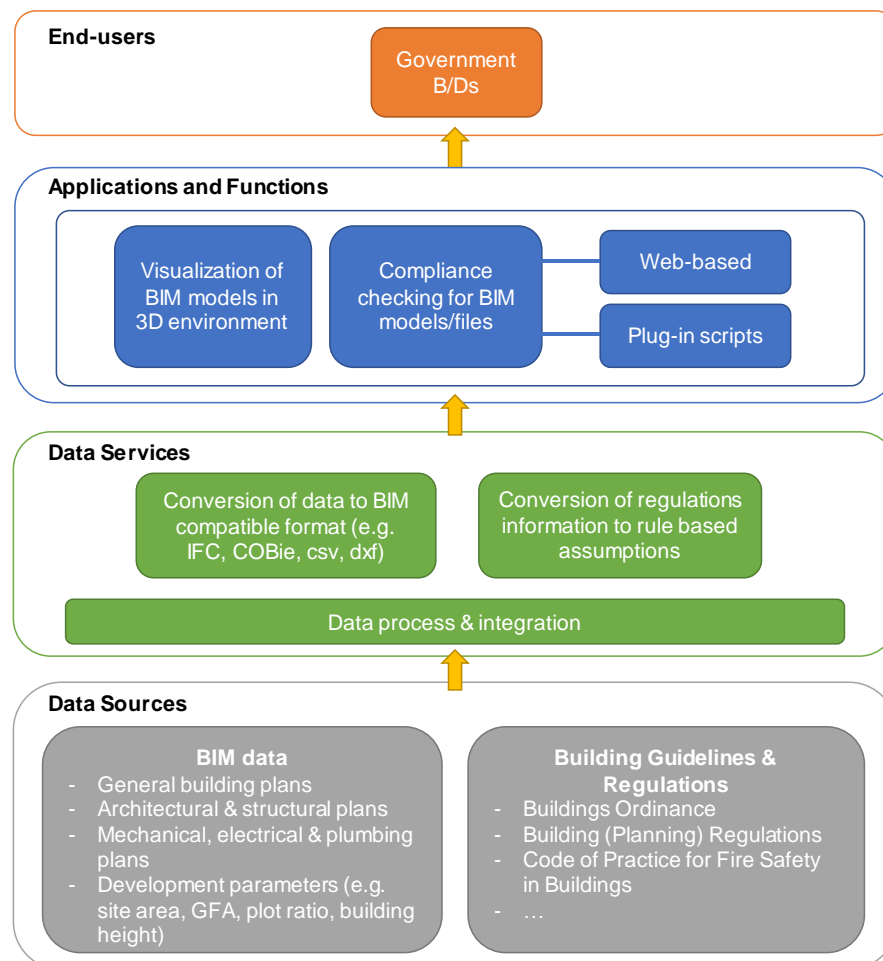 End-users
Government
B/Ds
Applications and Functions
Visualization of
BIM models in
3D environment
Compliance
checking for BIM
models/files
Web-based
Plug-in scripts
Data Services
Conversion of data to BIM
compatible format (e.g.
IFC, COBie, csv, dxf)
Conversion of regulations
information to rule based
assumptions
Data process & integration
Data Sources
BIM data
- General building plans
- Architectural & structural plans
- Mechanical, electrical & plumbing
plans
- Development parameters (e.g.
site area, GFA, plot ratio, building
height)
Building Guidelines &
Regulations
- Buildings Ordinance
- Building (Planning) Regulations
- Code of Practice for Fire Safety
in Buildings
- …